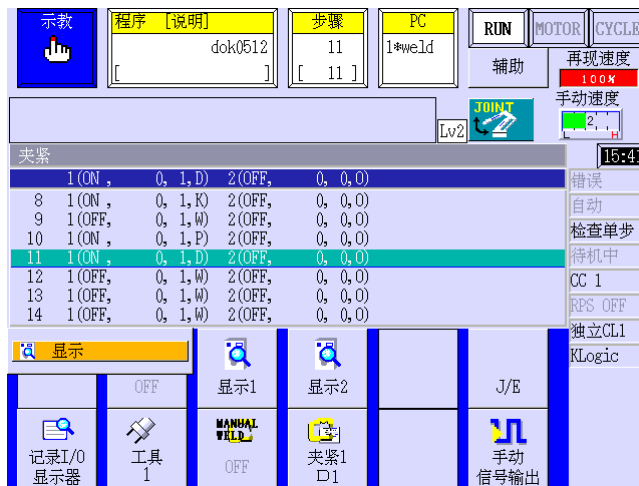 示教
程序 [说明]
dok0512
[ ]
步骤
11
[ 11 ]
PC
1*weld
RUN
MOTOR
CYCLE
辅助
再现速度
100%
手动速度
2
L H
Lv2
JOINT
夹紧
15:41
1(ON , 0, 1,D) 2(OFF, 0, 0,0)
8 1(ON , 0, 1,K) 2(OFF, 0, 0,0)
9 1(OFF, 0, 1,W) 2(OFF, 0, 0,0)
10 1(ON , 0, 1,P) 2(OFF, 0, 0,0)
11 1(ON , 0, 1,D) 2(OFF, 0, 0,0)
12 1(OFF, 0, 1,W) 2(OFF, 0, 0,0)
13 1(OFF, 0, 1,W) 2(OFF, 0, 0,0)
14 1(OFF, 0, 1,W) 2(OFF, 0, 0,0)
错误
自动
检查单步
待机中
CC 1
RPS OFF
独立CL1
KLogic
显示
OFF
显示1
显示2
J/E
记录I/O
显示器
工具
1
MANUAL
WELD
OFF
夹紧1
D1
手动
信号输出